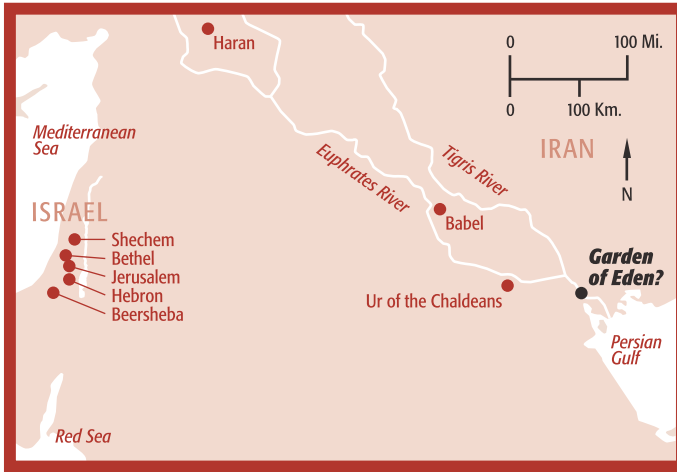 0 100 Mi.
Haran
0 100 Km.
Mediterranean
Sea
Euphrates River
Tigris River
IRAN
N
ISRAEL
Babel
Shechem
Bethel
Jerusalem
Hebron
Beersheba
Garden
of Eden?
Ur of the Chaldeans
Persian
Gulf
Red Sea